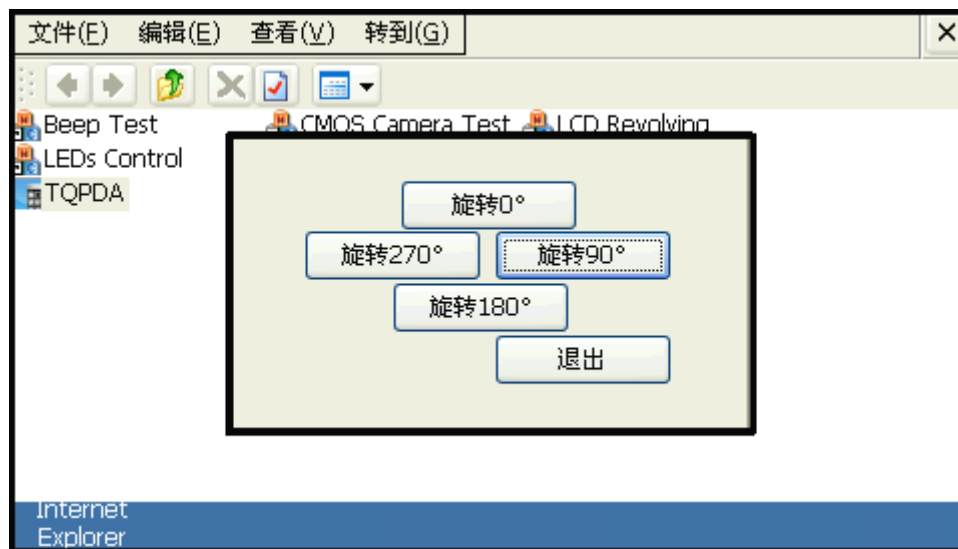 文件(F) 编辑(E) 查看(V) 转到(G)
Beep Test CMOS Camera Test LCD Revolving
LEDs Control
TQPDA
旋转0°
旋转270° 旋转90°
旋转180°
退出
Internet
Explorer